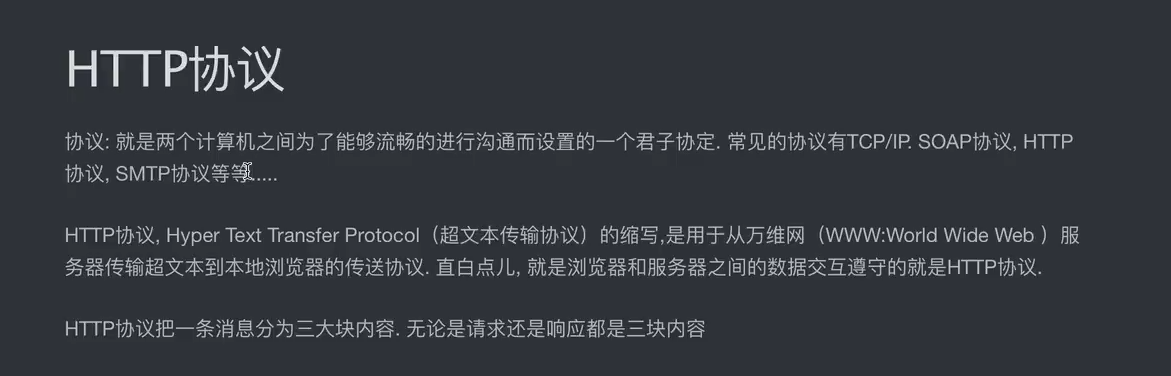 HTTP协议
协议: 就是两个计算机之间为了能够流畅的进行沟通而设置的一个君子协定. 常见的协议有TCP/IP. SOAP协议, HTTP
协议, SMTP协议等等.....
HTTP协议, Hyper Text Transfer Protocol（超文本传输协议）的缩写,是用于从万维网（WWW:World Wide Web ）服
务器传输超文本到本地浏览器的传送协议. 直白点儿, 就是浏览器和服务器之间的数据交互遵守的就是HTTP协议.
HTTP协议把一条消息分为三大块内容. 无论是请求还是响应都是三块内容